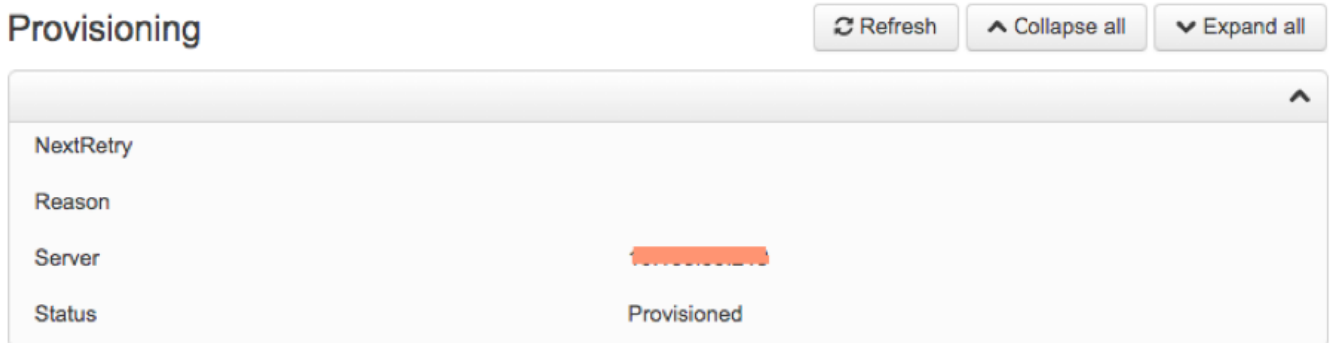 Provisioning
Refresh
Collapse all
Expand all
NextRetry
Reason
Server
Status Provisioned